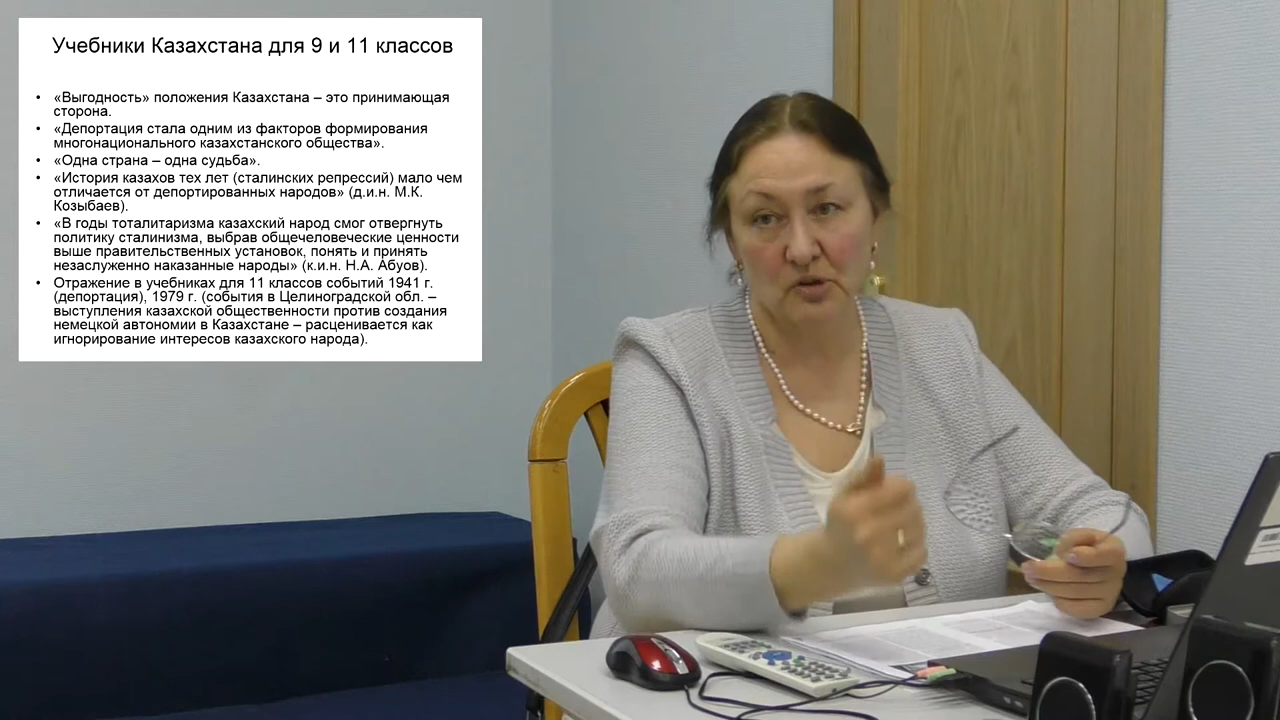 Учебники Казахстана для 9 и 11 классов
• «Выгодность» положения Казахстана – это принимающая
сторона.
• «Депортация стала одним из факторов формирования
многонационального казахстанского общества».
• «Одна страна – одна судьба».
• «История казахов тех лет (сталинских репрессий) мало чем
отличается от депортированных народов» (д.и.н. М.К.
Козыбаев).
• «В годы тоталитаризма казахский народ смог отвергнуть
политику сталинизма, выбрав общечеловеческие ценности
выше правительственных установок, понять и принять
незаслуженно наказанные народы» (к.и.н. Н.А. Абуов).
• Отражение в учебниках для 11 классов событий 1941 г.
(депортация), 1979 г. (события в Целиноградской обл. –
выступления казахской общественности против создания
немецкой автономии в Казахстане – расценивается как
игнорирование интересов казахского народа).